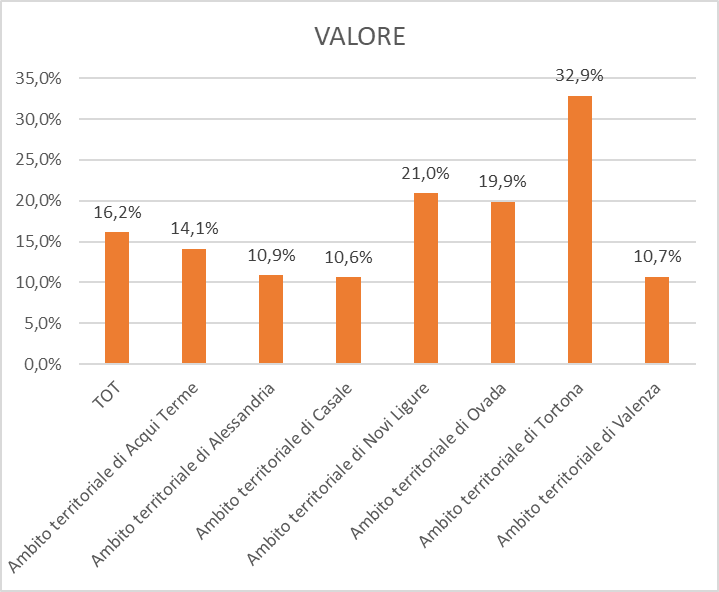 VALORE
35,0%
30,0%
25,0%
20,0%
15,0%
10,0%
5,0%
0,0%
16,2%
14,1%
10,9%
10,6%
21,0%
19,9%
32,9%
10,7%
TOT
Ambito territoriale di Acqui Terme
Ambito territoriale di Alessandria
Ambito territoriale di Casale
Ambito territoriale di Novi Ligure
Ambito territoriale di Ovada
Ambito territoriale di Tortona
Ambito territoriale di Valenza